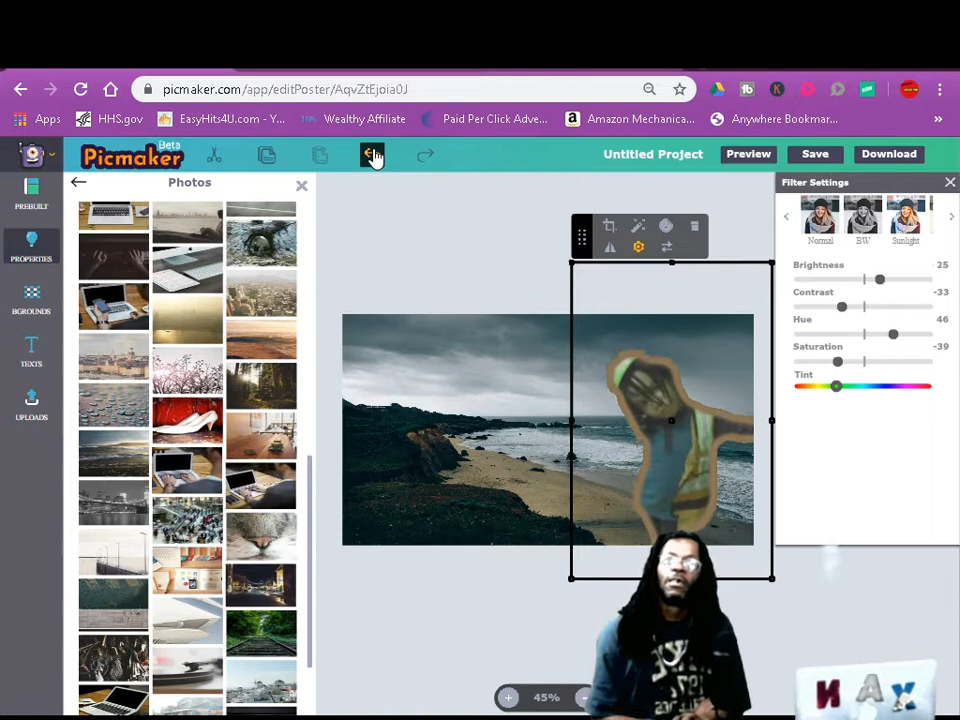 picmaker.com/app/editPoster/AqvZtEjoia0J
Apps
HHS.gov
EasyHits4U.com - Y...
Wealthy Affiliate
Paid Per Click Adve...
Amazon Mechanica...
Anywhere Bookmar...
»
Beta
Picmaker
Untitled Project
Preview
Save
Download
PREBUILT
PROPERTIES
BGROUNDS
TEXTS
UPLOADS
Photos
Filter Settings
Normal
BW
Sunlight
Brightness 25
Contrast -33
Hue 46
Saturation -39
Tint
45%
MAX